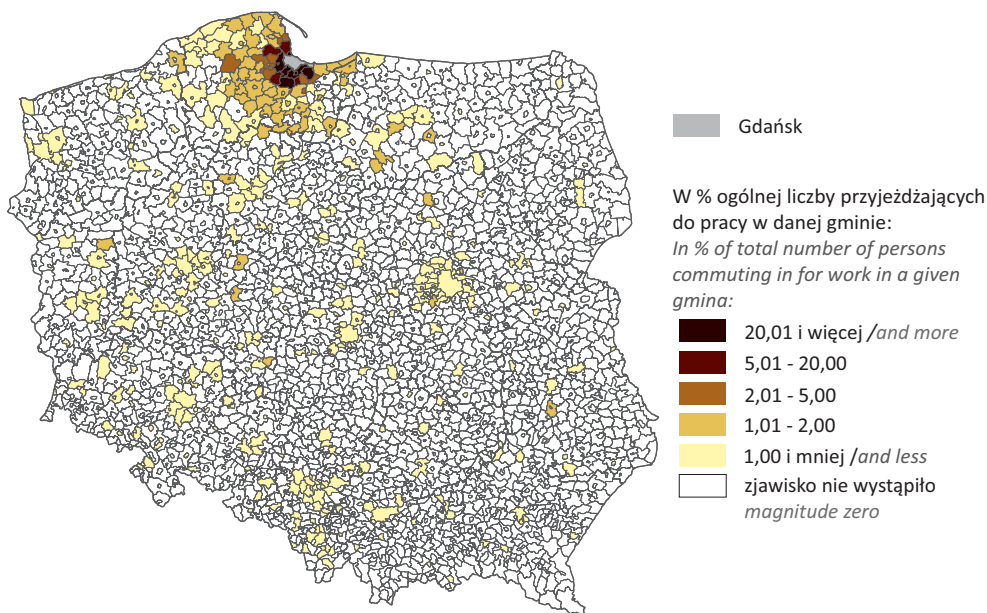 Gdańsk
W % ogólnej liczby przyjeżdżających
do pracy w danej gminie:
In % of total number of persons
commuting in for work in a given
gmina:
20,01 i więcej /and more
5,01 - 20,00
2,01 - 5,00
1,01 - 2,00
1,00 i mniej /and less
zjawisko nie wystąpiło
magnitude zero